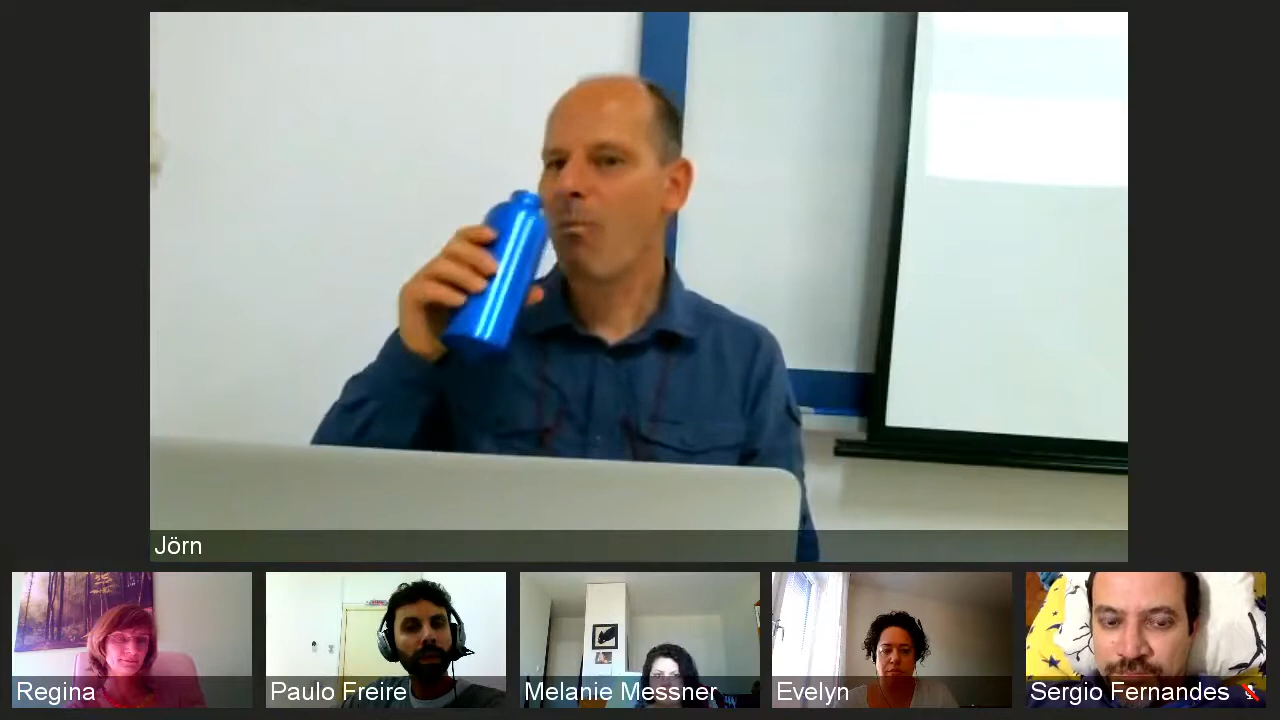 Jörn
Regina
Paulo Freire
Melanie Messner
Evelyn
Sergio Fernandes